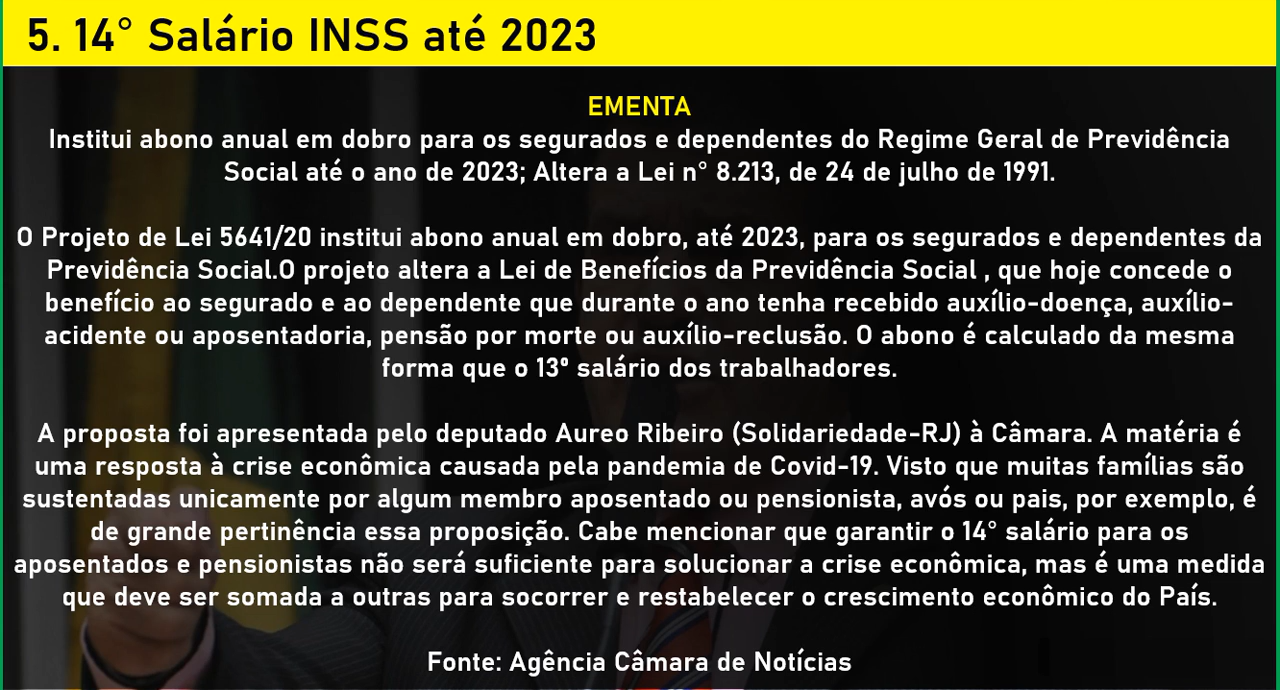 5. 14° Salário INSS até 2023
EMENTA
Institui abono anual em dobro para os segurados e dependentes do Regime Geral de Previdência
Social até o ano de 2023; Altera a Lei n° 8.213, de 24 de julho de 1991.
O Projeto de Lei 5641/20 institui abono anual em dobro, até 2023, para os segurados e dependentes da
Previdência Social.O projeto altera a Lei de Benefícios da Previdência Social , que hoje concede o
benefício ao segurado e ao dependente que durante o ano tenha recebido auxílio-doença, auxílio-
acidente ou aposentadoria, pensão por morte ou auxílio-reclusão. O abono é calculado da mesma
forma que o 13º salário dos trabalhadores.
A proposta foi apresentada pelo deputado Aureo Ribeiro (Solidariedade-RJ) à Câmara. A matéria é
uma resposta à crise econômica causada pela pandemia de Covid-19. Visto que muitas famílias são
sustentadas unicamente por algum membro aposentado ou pensionista, avós ou pais, por exemplo, é
de grande pertinência essa proposição. Cabe mencionar que garantir o 14° salário para os
aposentados e pensionistas não será suficiente para solucionar a crise econômica, mas é uma medida
que deve ser somada a outras para socorrer e restabelecer o crescimento econômico do País.
Fonte: Agência Câmara de Notícias